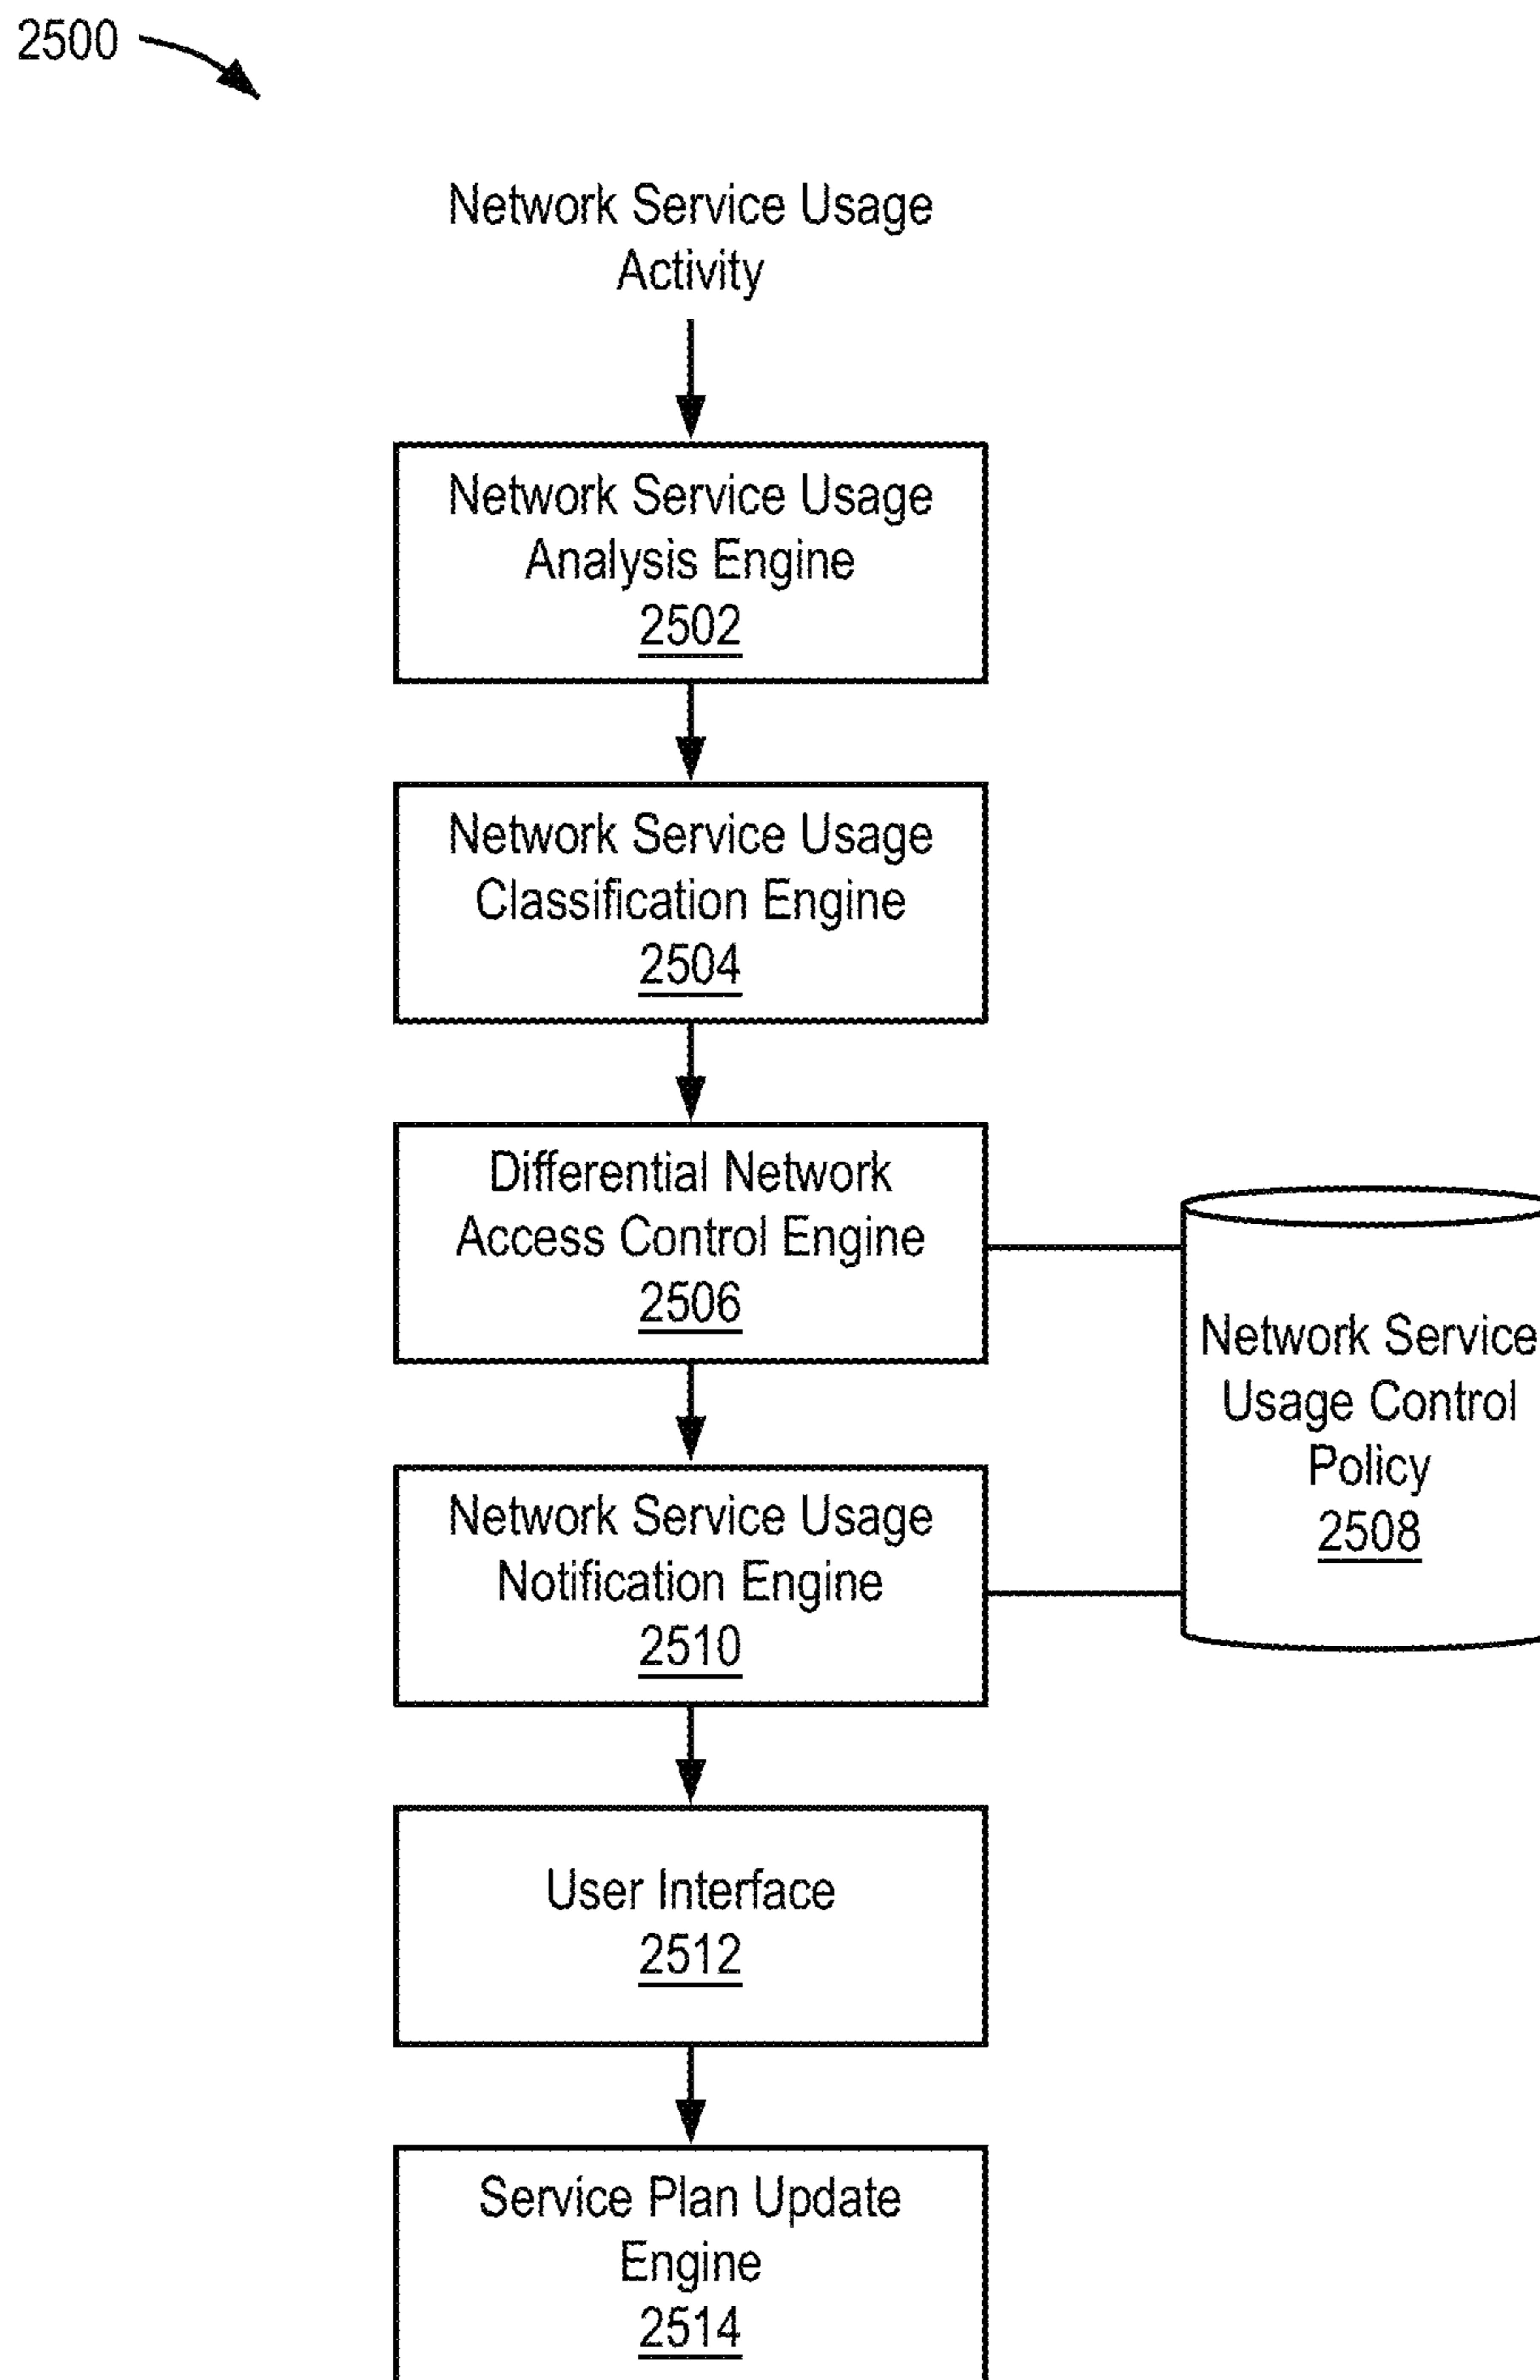 2500
Network Service Usage
Activity
Network Service Usage
Analysis Engine
2502
Network Service Usage
Classification Engine
2504
Differential Network
Access Control Engine
2506
Network Service
Usage Control
Policy
2508
Network Service Usage
Notification Engine
2510
User Interface
2512
Service Plan Update
Engine
2514